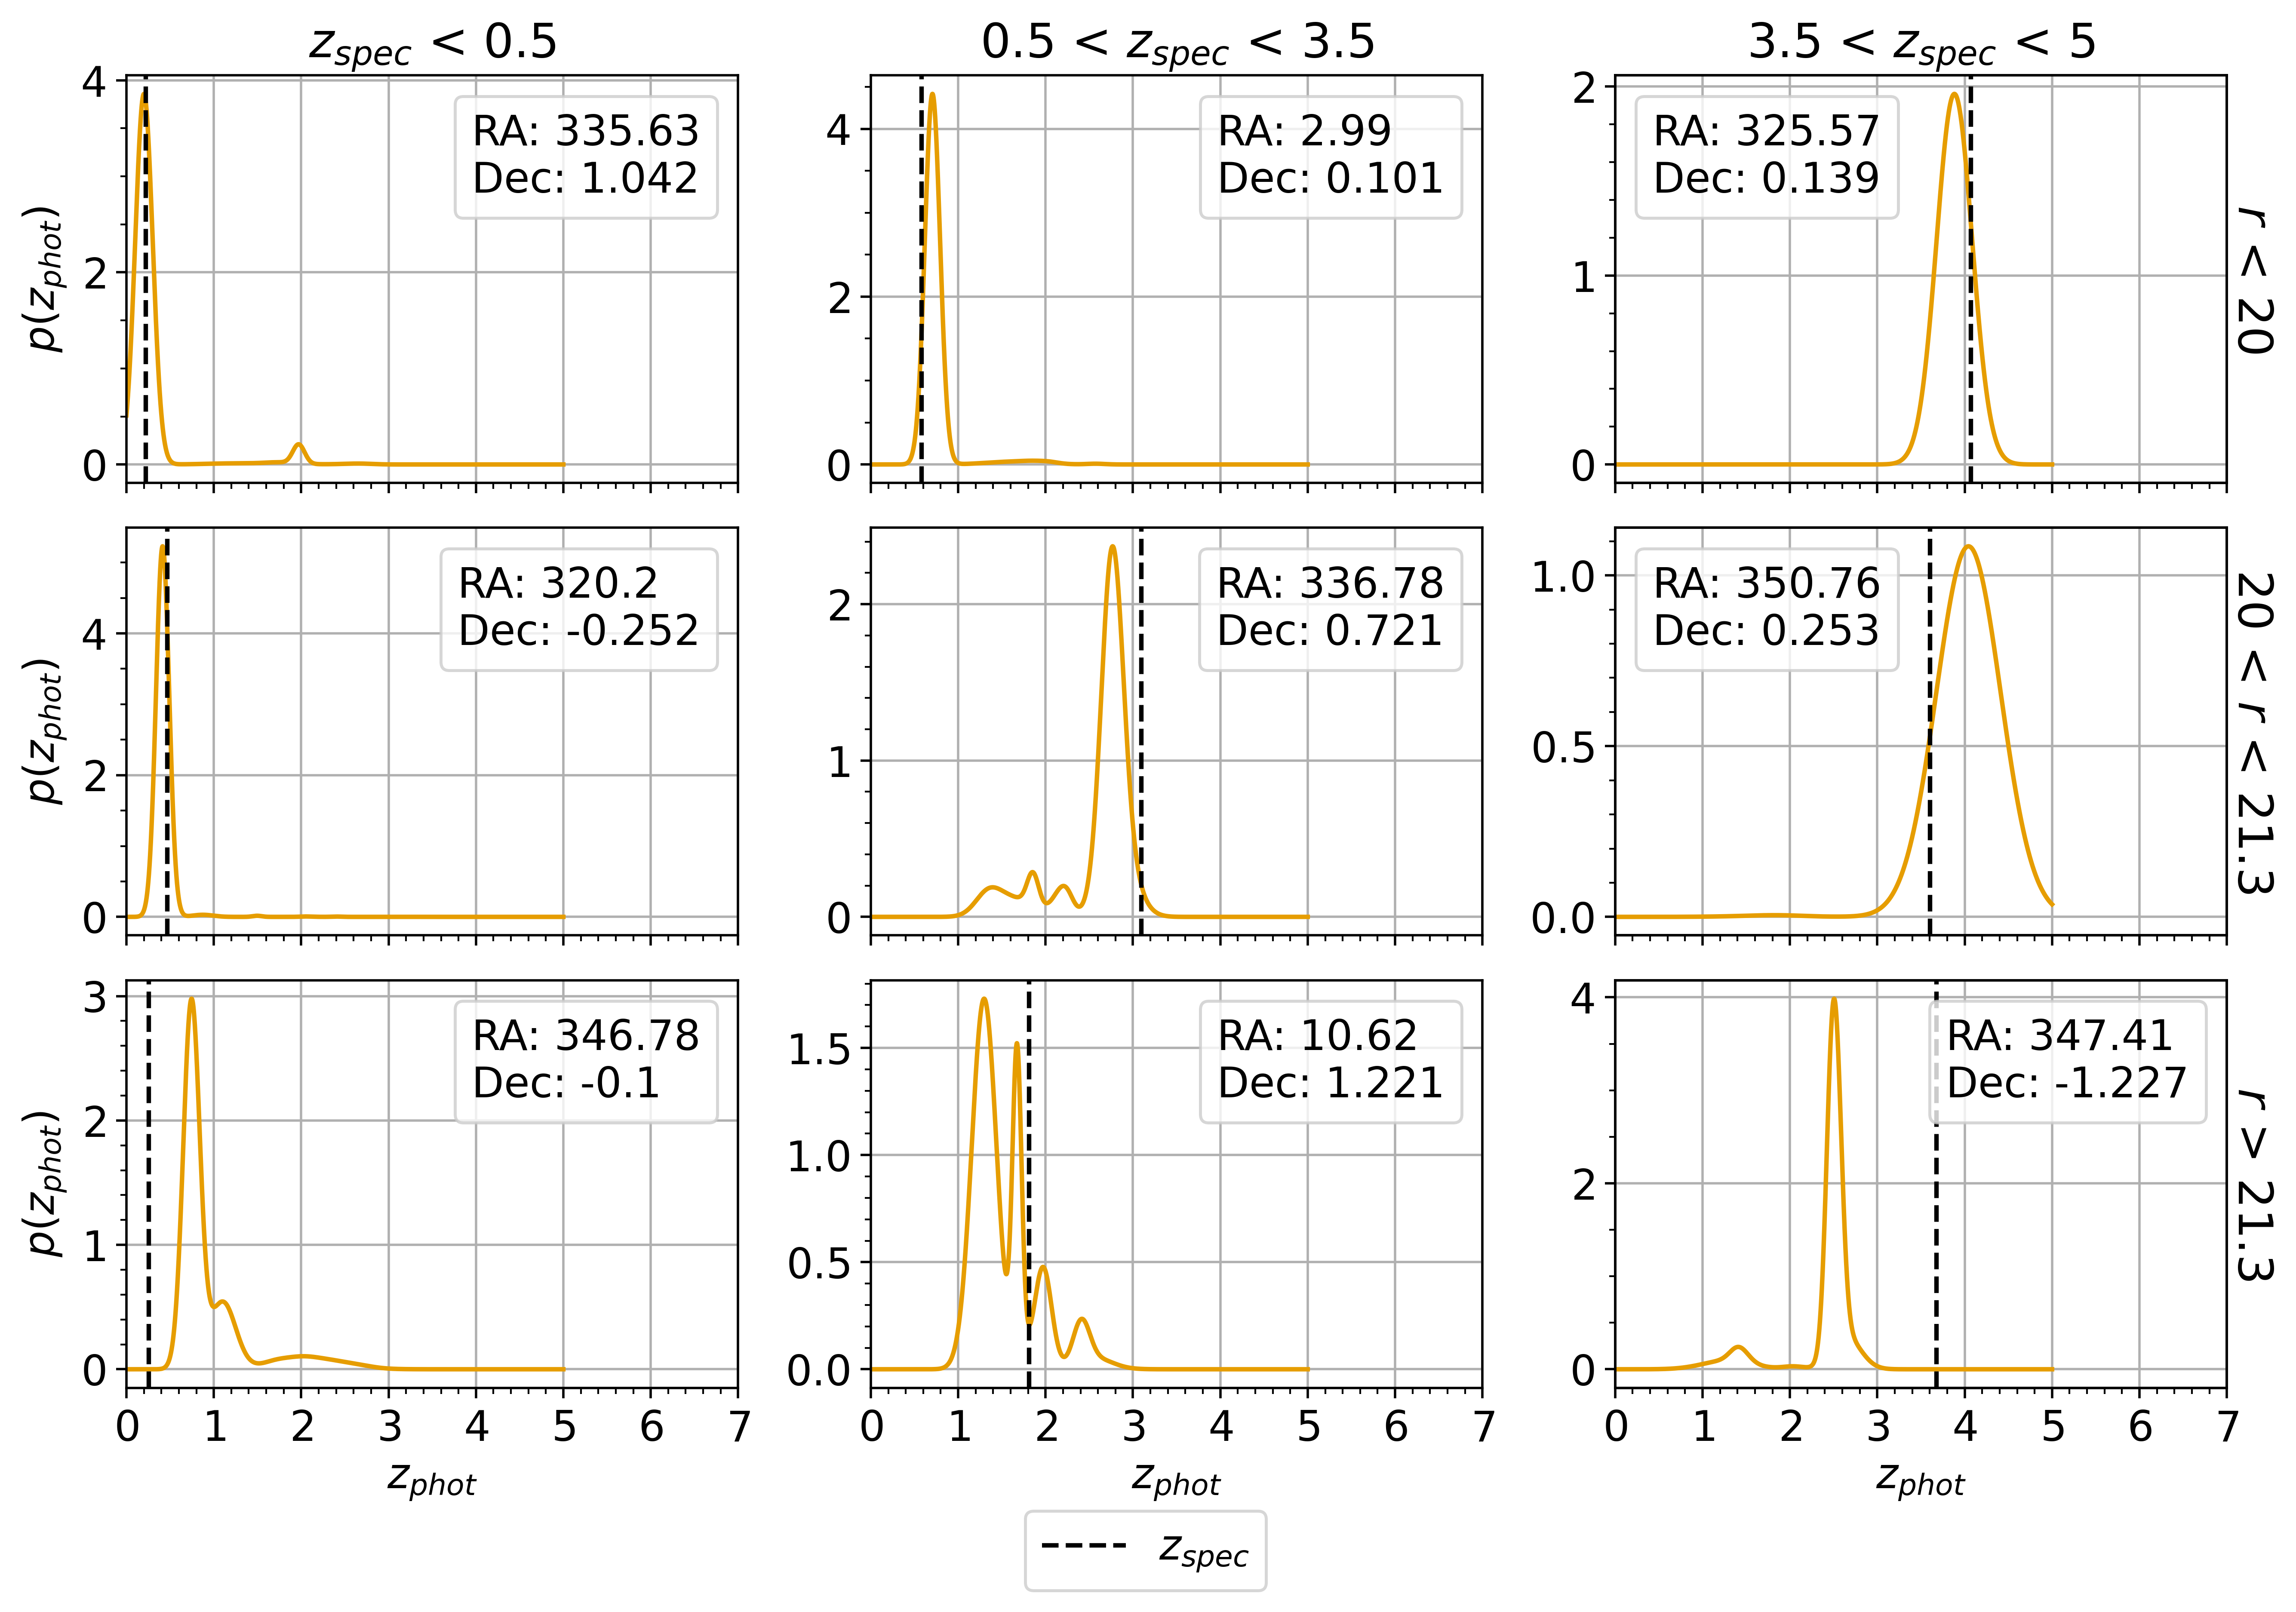 z_spec < 0.5
0.5 < z_spec < 3.5
3.5 < z_spec < 5
p(z_phot)
4
2
0
RA: 335.63
Dec: 1.042
4
2
0
RA: 2.99
Dec: 0.101
2
1
0
RA: 325.57
Dec: 0.139
r < 20
p(z_phot)
4
2
0
RA: 320.2
Dec: -0.252
2
1
0
RA: 336.78
Dec: 0.721
1.0
0.5
0.0
RA: 350.76
Dec: 0.253
20 < r < 21.3
p(z_phot)
3
2
1
0
RA: 346.78
Dec: -0.1
1.5
1.0
0.5
0.0
RA: 10.62
Dec: 1.221
4
2
0
RA: 347.41
Dec: -1.227
r > 21.3
0 1 2 3 4 5 6 7
0 1 2 3 4 5 6 7
0 1 2 3 4 5 6 7
z_phot
z_phot
z_phot
z_spec